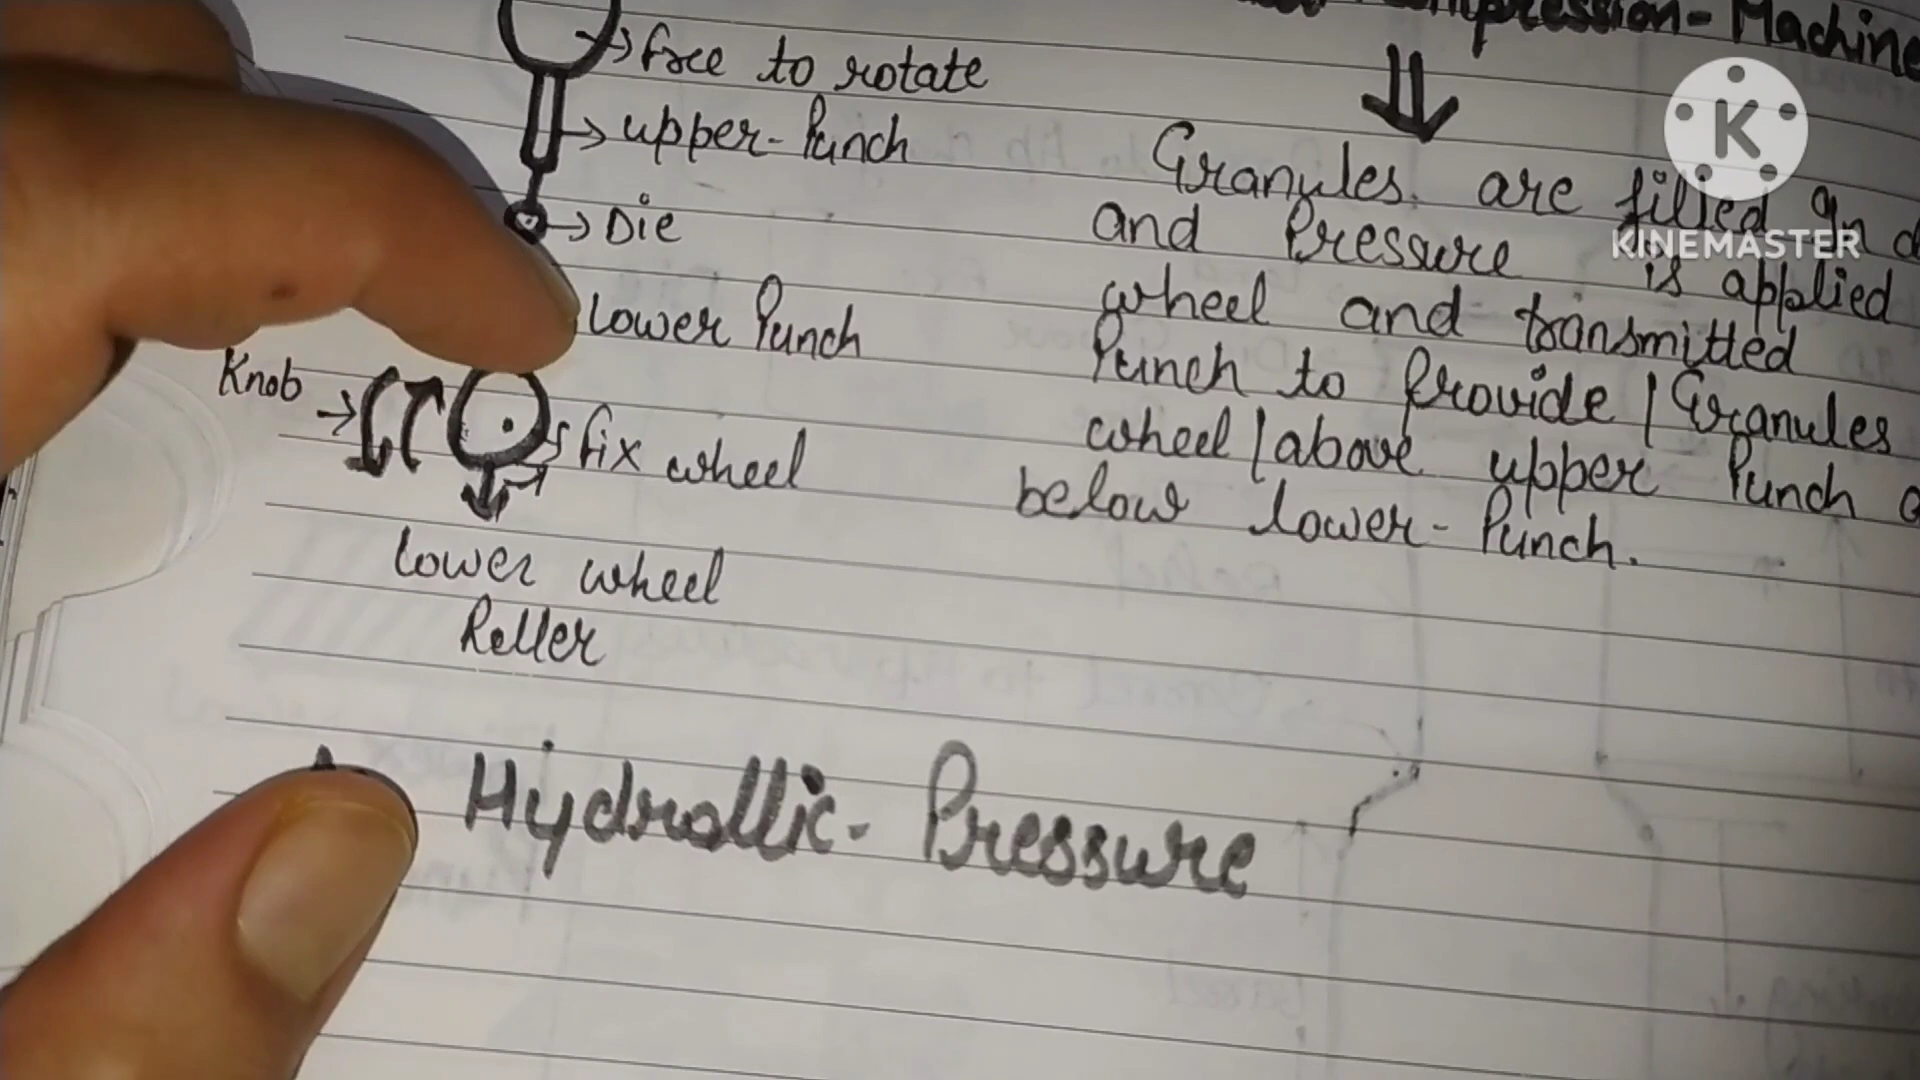 Compression-Machine
free to rotate
upper-Punch
Die
Lower Punch
Knob
fix wheel
Lower wheel
Roller
Granules are filled In
and Pressure is applied
wheel and transmitted
Punch to Provide / Granules
wheel / above upper Punch
below lower-Punch.
Hydrollic-Pressure
K
KINEMASTER